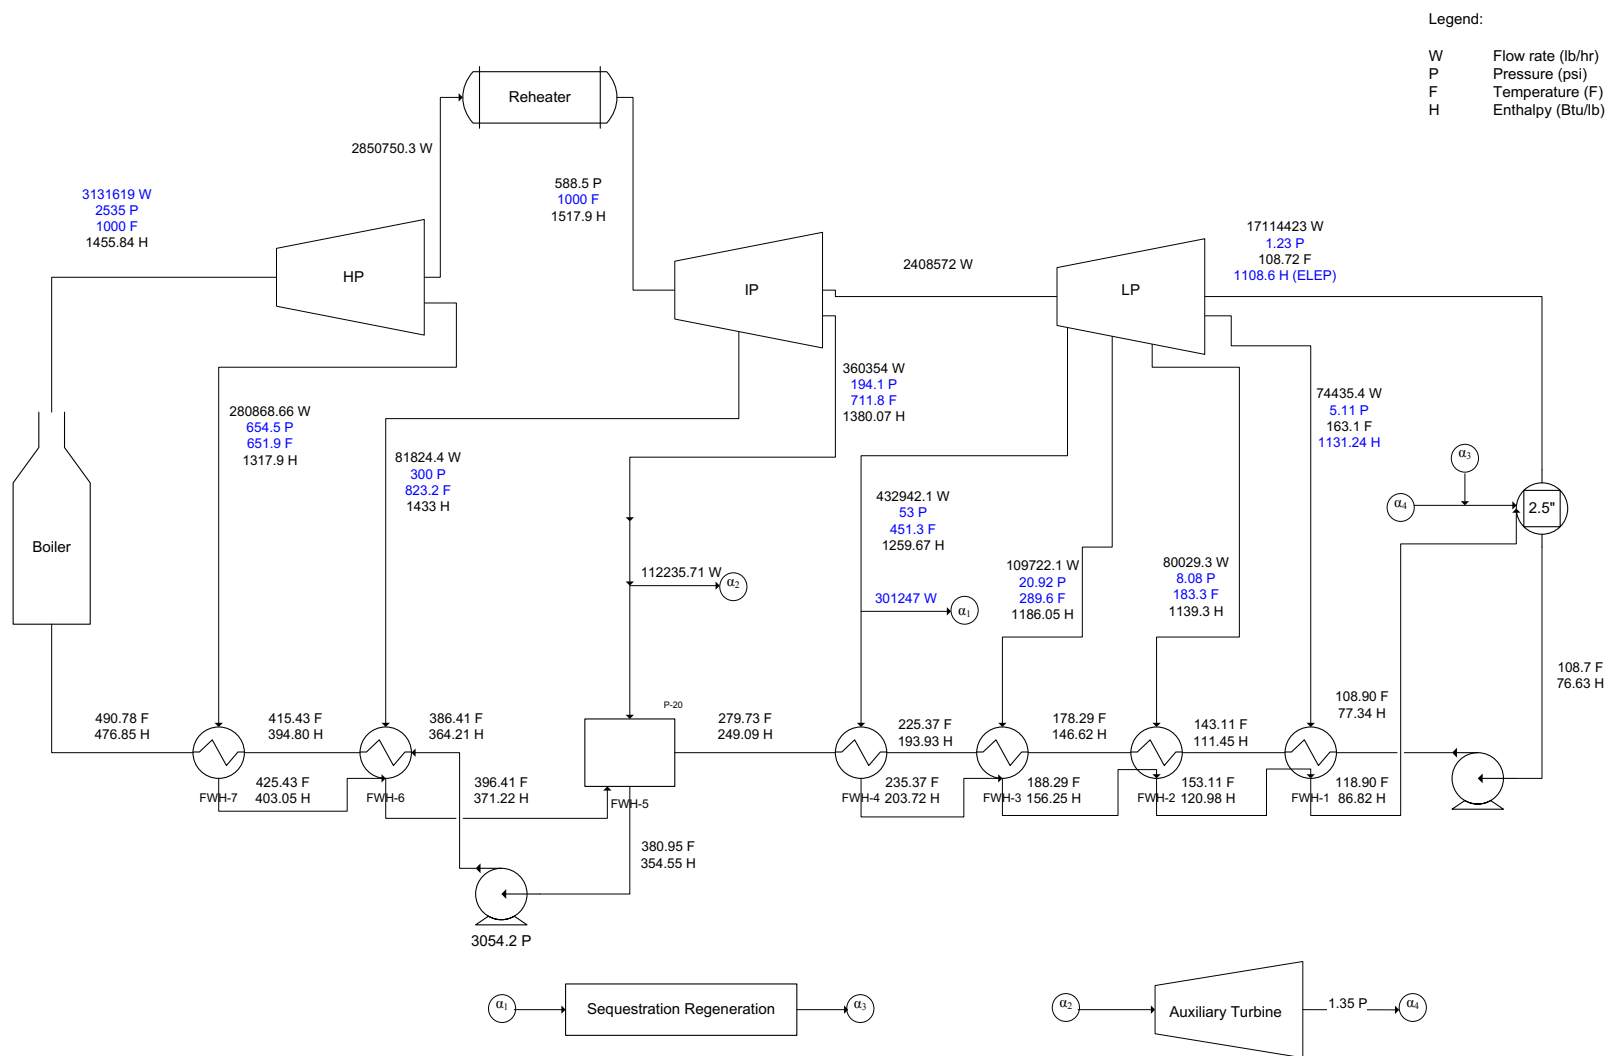 Legend:
W Flow rate (lb/hr)
P Pressure (psi)
F Temperature (F)
H Enthalpy (Btu/lb)
Reheater
2850750.3 W
588.5 P
1000 F
1517.9 H
3131619 W
2535 P
1000 F
1455.84 H
HP
IP
LP
2408572 W
17114423 W
1.23 P
108.72 F
1108.6 H (ELEP)
280868.66 W
654.5 P
651.9 F
1317.9 H
81824.4 W
300 P
823.2 F
1433 H
360354 W
194.1 P
711.8 F
1380.07 H
432942.1 W
53 P
451.3 F
1259.67 H
109722.1 W
20.92 P
289.6 F
1186.05 H
80029.3 W
8.08 P
183.3 F
1139.3 H
74435.4 W
5.11 P
163.1 F
1131.24 H
α3
α4
2.5"
Boiler
112235.71 W
α2
301247 W
α1
108.7 F
76.63 H
P-20
490.78 F
476.85 H
415.43 F
394.80 H
386.41 F
364.21 H
279.73 F
249.09 H
225.37 F
193.93 H
178.29 F
146.62 H
143.11 F
111.45 H
108.90 F
77.34 H
FWH-7
425.43 F
403.05 H
FWH-6
396.41 F
371.22 H
FWH-5
FWH-4
235.37 F
203.72 H
FWH-3
188.29 F
156.25 H
FWH-2
153.11 F
120.98 H
FWH-1
118.90 F
86.82 H
380.95 F
354.55 H
3054.2 P
α1
Sequestration Regeneration
α3
α2
Auxiliary Turbine
1.35 P
α4